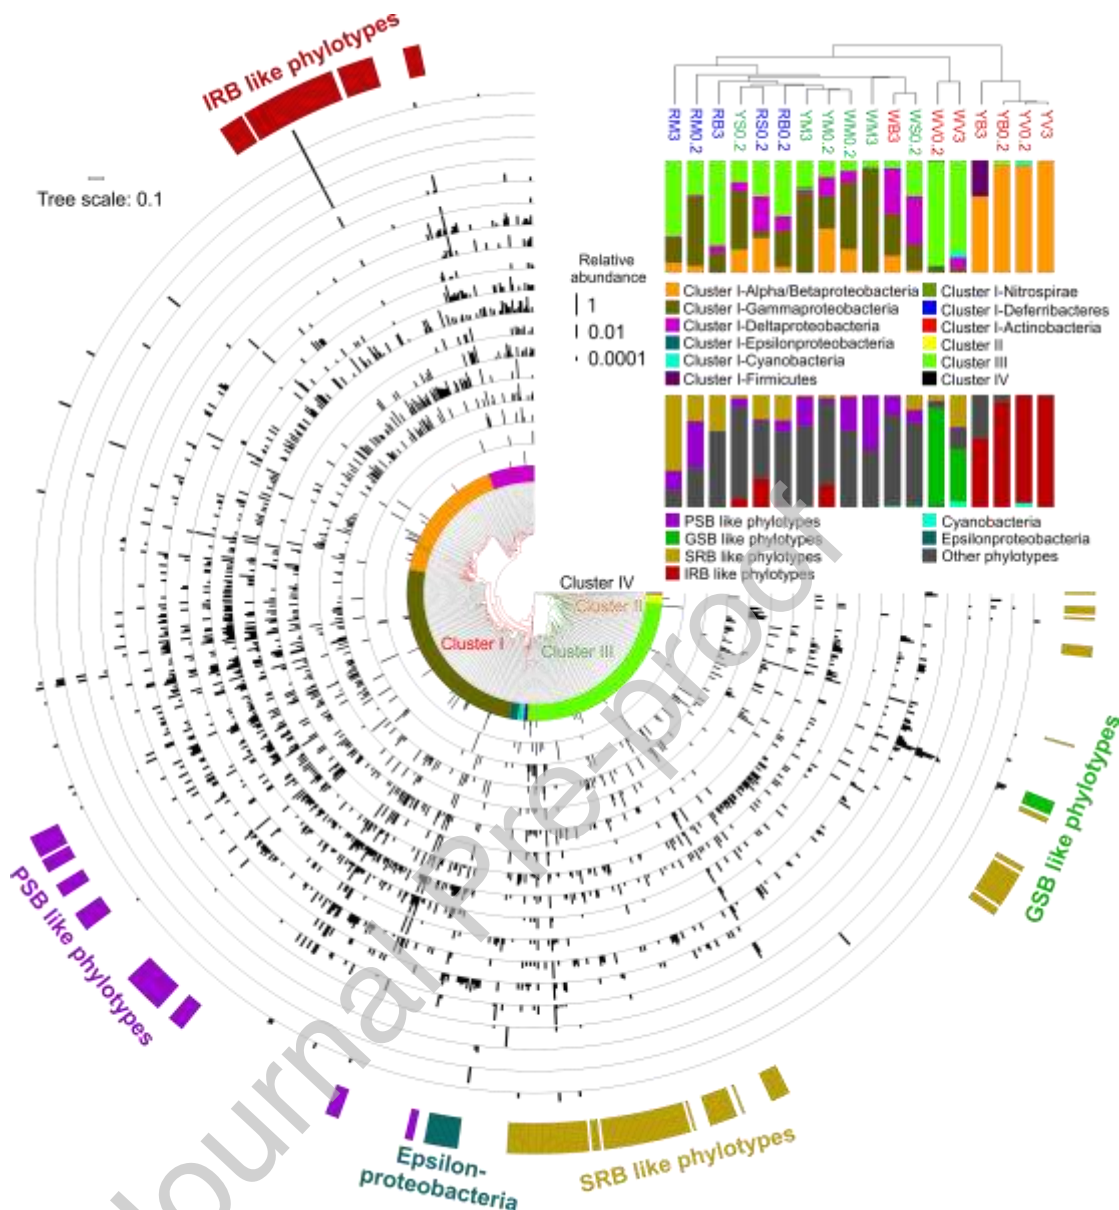 IRB like phylotypes
Tree scale: 0.1
RM3
RM0.2
RB3
YS0.2
RS0.2
RB0.2
YM3
YM0.2
WM0.2
WM3
WB3
WS0.2
WV0.2
WV3
YB3
YB0.2
YV0.2
YV3
Relative
abundance
1
0.01
0.0001
Cluster I-Alpha/Betaproteobacteria
Cluster I-Gammaproteobacteria
Cluster I-Deltaproteobacteria
Cluster I-Epsilonproteobacteria
Cluster I-Cyanobacteria
Cluster I-Firmicutes
Cluster I-Nitrospirae
Cluster I-Deferribacteres
Cluster I-Actinobacteria
Cluster II
Cluster III
Cluster IV
PSB like phylotypes
GSB like phylotypes
SRB like phylotypes
IRB like phylotypes
Cyanobacteria
Epsilonproteobacteria
Other phylotypes
Cluster IV
Cluster II
Cluster I
Cluster III
GSB like phylotypes
PSB like phylotypes
Epsilon-
proteobacteria
SRB like phylotypes
Journal Pre-proof